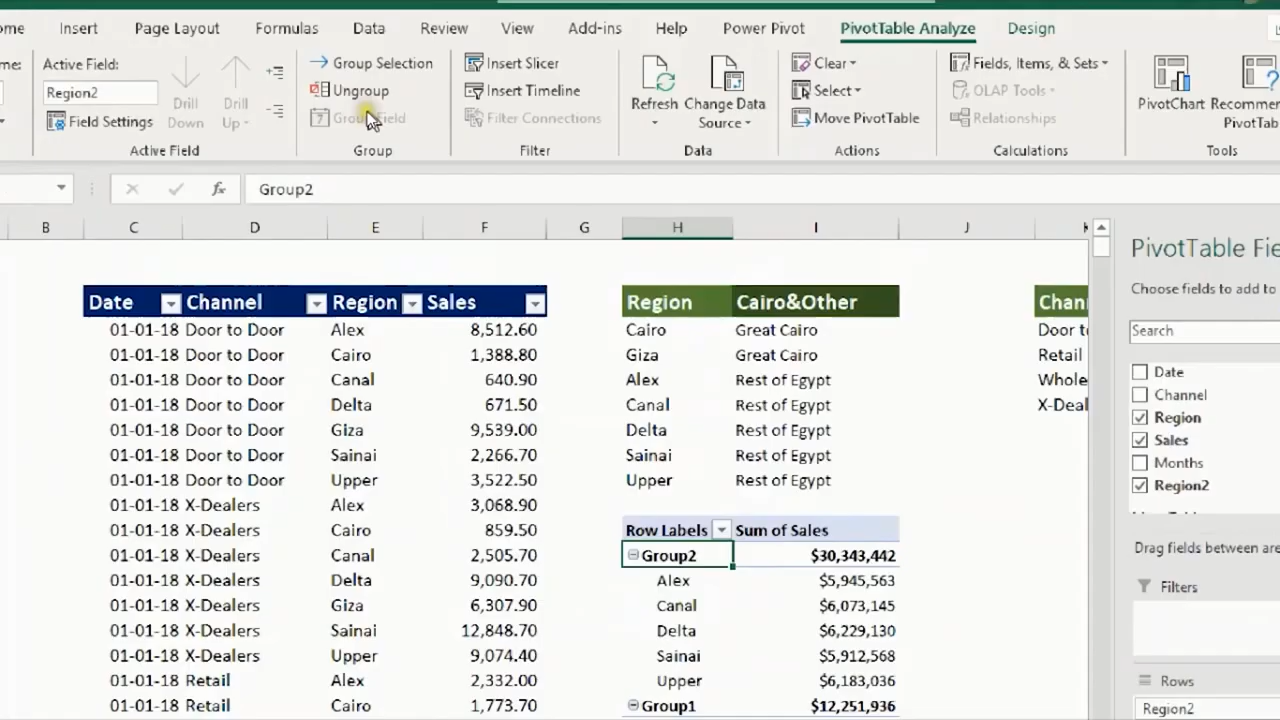 ome Insert Page Layout Formulas Data Review View Add-ins Help Power Pivot PivotTable Analyze Design
me: Active Field: Group Selection Insert Slicer Clear Fields, Items, & Sets
Region2 Drill Down Drill Up Ungroup Insert Timeline Refresh Change Data Source Select OLAP Tools PivotChart Recommen PivotTab
Field Settings Group Field Filter Connections Move PivotTable Relationships
Active Field Group Filter Data Actions Calculations Tools
fx Group2
B C D E F G H I J K
PivotTable Fie
Choose fields to add to
Search
Date
Channel
Region
Sales
Months
Region2
Drag fields between are
Filters
Rows
Region2
Date Channel Region Sales
01-01-18 Door to Door Alex 8,512.60
01-01-18 Door to Door Cairo 1,388.80
01-01-18 Door to Door Canal 640.90
01-01-18 Door to Door Delta 671.50
01-01-18 Door to Door Giza 9,539.00
01-01-18 Door to Door Sainai 2,266.70
01-01-18 Door to Door Upper 3,522.50
01-01-18 X-Dealers Alex 3,068.90
01-01-18 X-Dealers Cairo 859.50
01-01-18 X-Dealers Canal 2,505.70
01-01-18 X-Dealers Delta 9,090.70
01-01-18 X-Dealers Giza 6,307.90
01-01-18 X-Dealers Sainai 12,848.70
01-01-18 X-Dealers Upper 9,074.40
01-01-18 Retail Alex 2,332.00
01-01-18 Retail Cairo 1,773.70
Region Cairo&Other
Cairo Great Cairo
Giza Great Cairo
Alex Rest of Egypt
Canal Rest of Egypt
Delta Rest of Egypt
Sainai Rest of Egypt
Upper Rest of Egypt
Row Labels Sum of Sales
Group2 $30,343,442
Alex $5,945,563
Canal $6,073,145
Delta $6,229,130
Sainai $5,912,568
Upper $6,183,036
Group1 $12,251,936
Chann
Door to
Retail
Whole
X-Deal